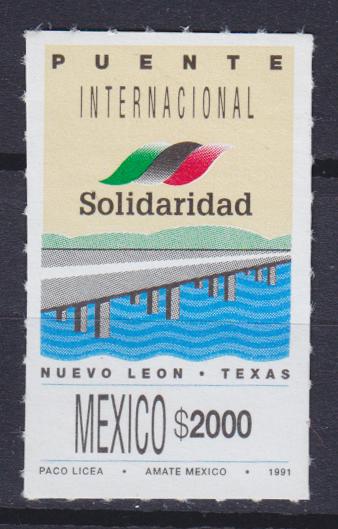 PUENTE
INTERNACIONAL
Solidaridad
NUEVO LEON • TEXAS
MEXICO $2000
PACO LICEA • AMATE MEXICO • 1991